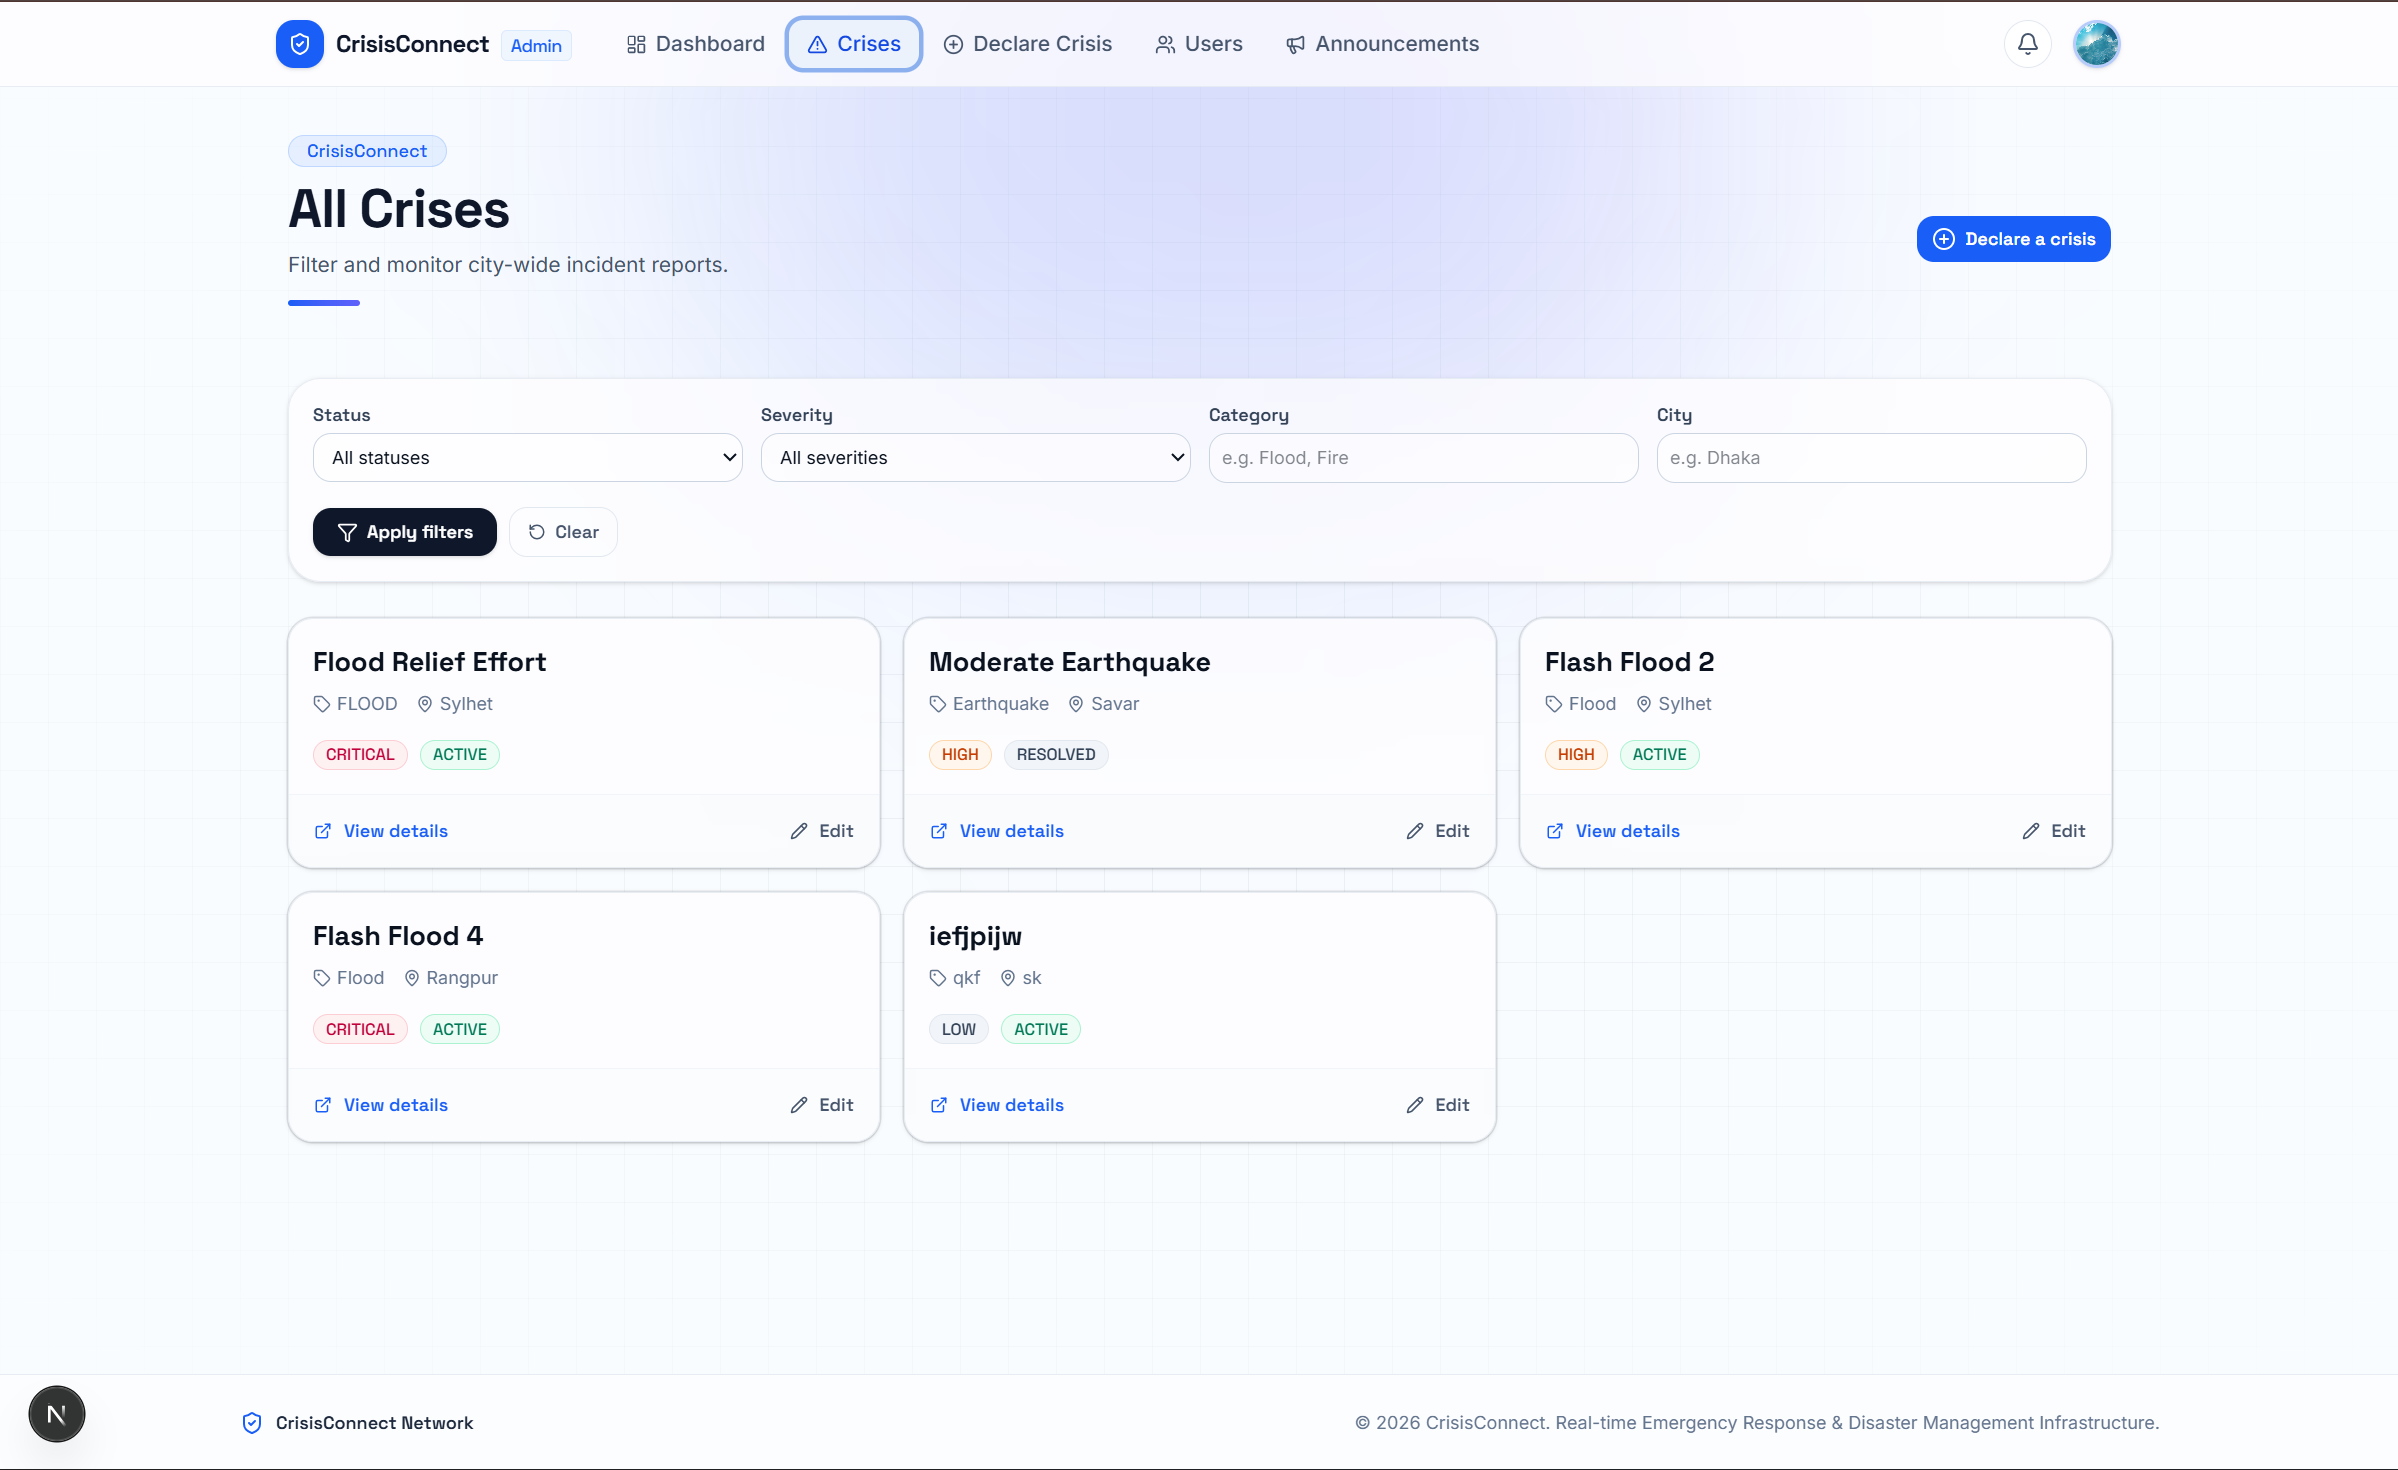 CrisisConnect Admin Dashboard Crises Declare Crisis Users Announcements
CrisisConnect
All Crises
Filter and monitor city-wide incident reports.
Declare a crisis
Status Severity Category City
All statuses All severities e.g. Flood, Fire e.g. Dhaka
Apply filters Clear
Flood Relief Effort
FLOOD Sylhet
CRITICAL ACTIVE
View details Edit
Moderate Earthquake
Earthquake Savar
HIGH RESOLVED
View details Edit
Flash Flood 2
Flood Sylhet
HIGH ACTIVE
View details Edit
Flash Flood 4
Flood Rangpur
CRITICAL ACTIVE
View details Edit
iefjpijw
qkf sk
LOW ACTIVE
View details Edit
N
CrisisConnect Network
© 2026 CrisisConnect. Real-time Emergency Response & Disaster Management Infrastructure.